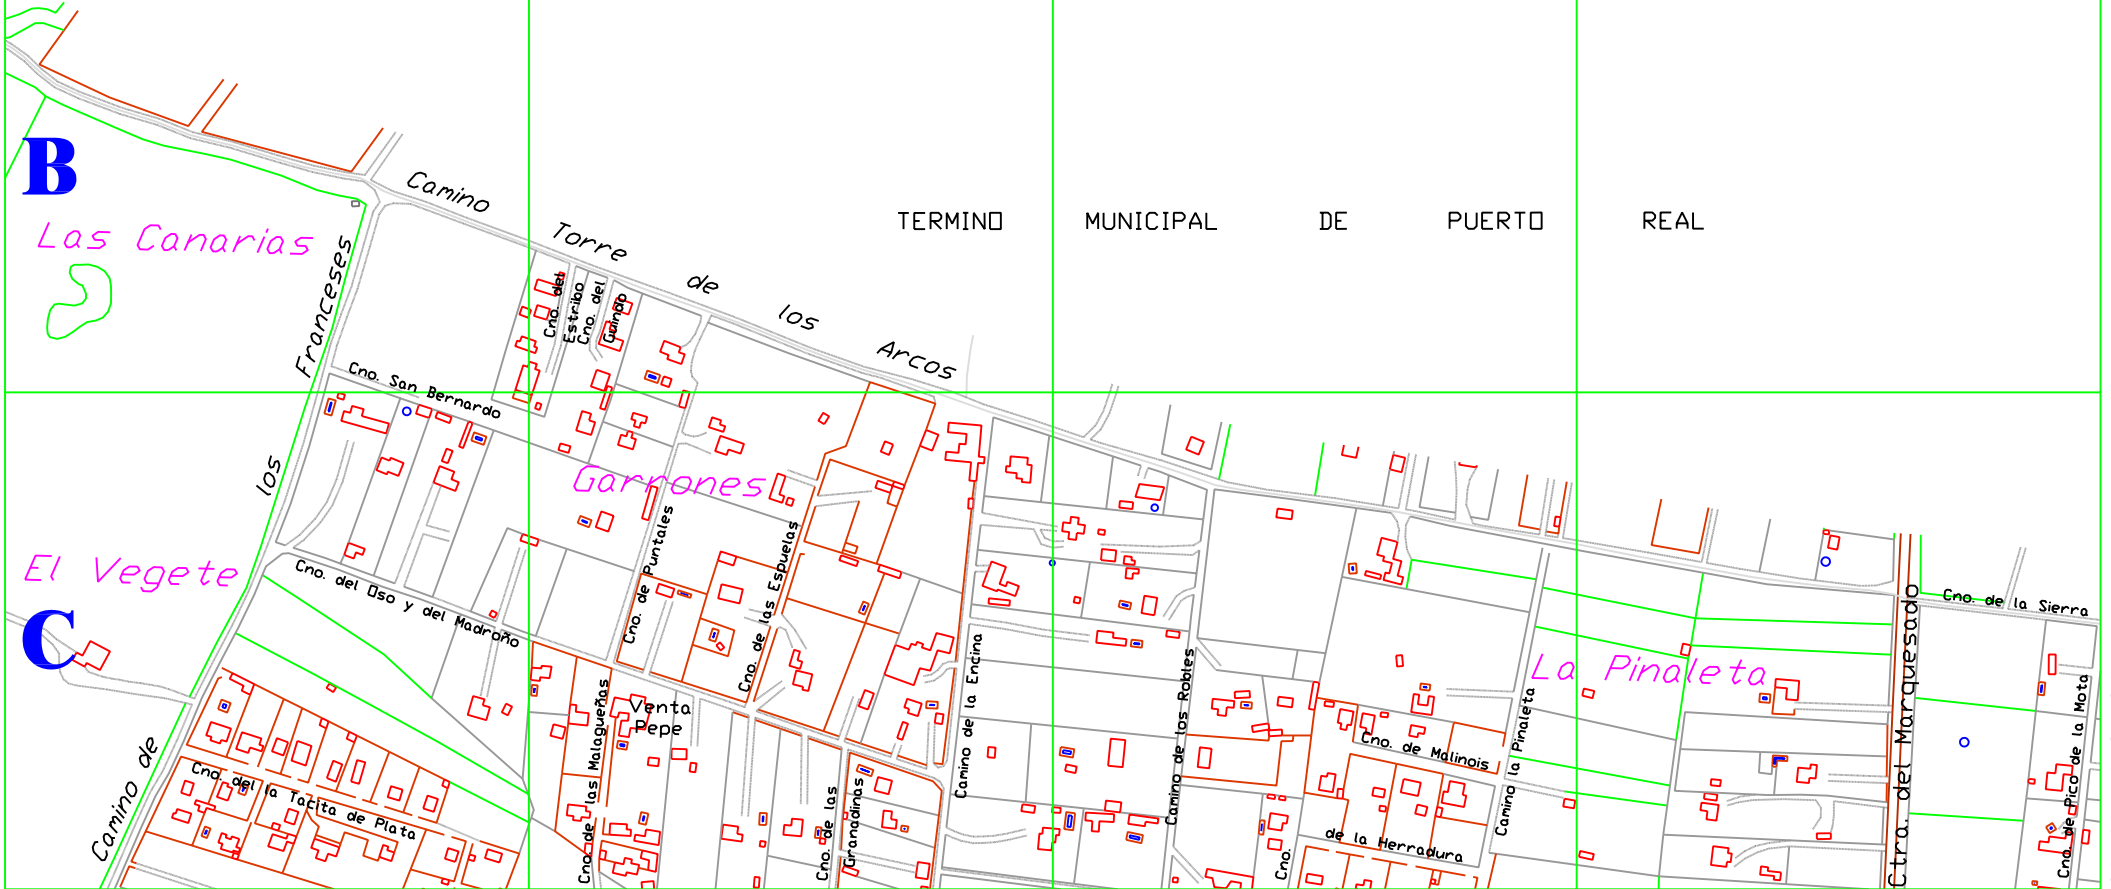 B
Las Canarias
Camino Torre de los Arcos
TERMINO MUNICIPAL DE PUERTO REAL
Camino de los Franceses
Cno. del
Estribo
Cno. del
Guindo
Cno. San Bernardo
Garrones
El Vegete
C
Cno. del Oso y del Madroño
Cno. de Puntales
Cno. de las Espuelas
Camino de la Encina
Camino de los Robles
La Pinaleta
Camino la Pinaleta
Ctra. del Marquesado
Cno. de la Sierra
Cno. de Pico de la Mota
Venta
Pepe
Cno. de las Malagueñas
Cno. de las
Granadinas
Cno. del la Tacita de Plata
Cno. de Malinois
Cno.
de la Herradura